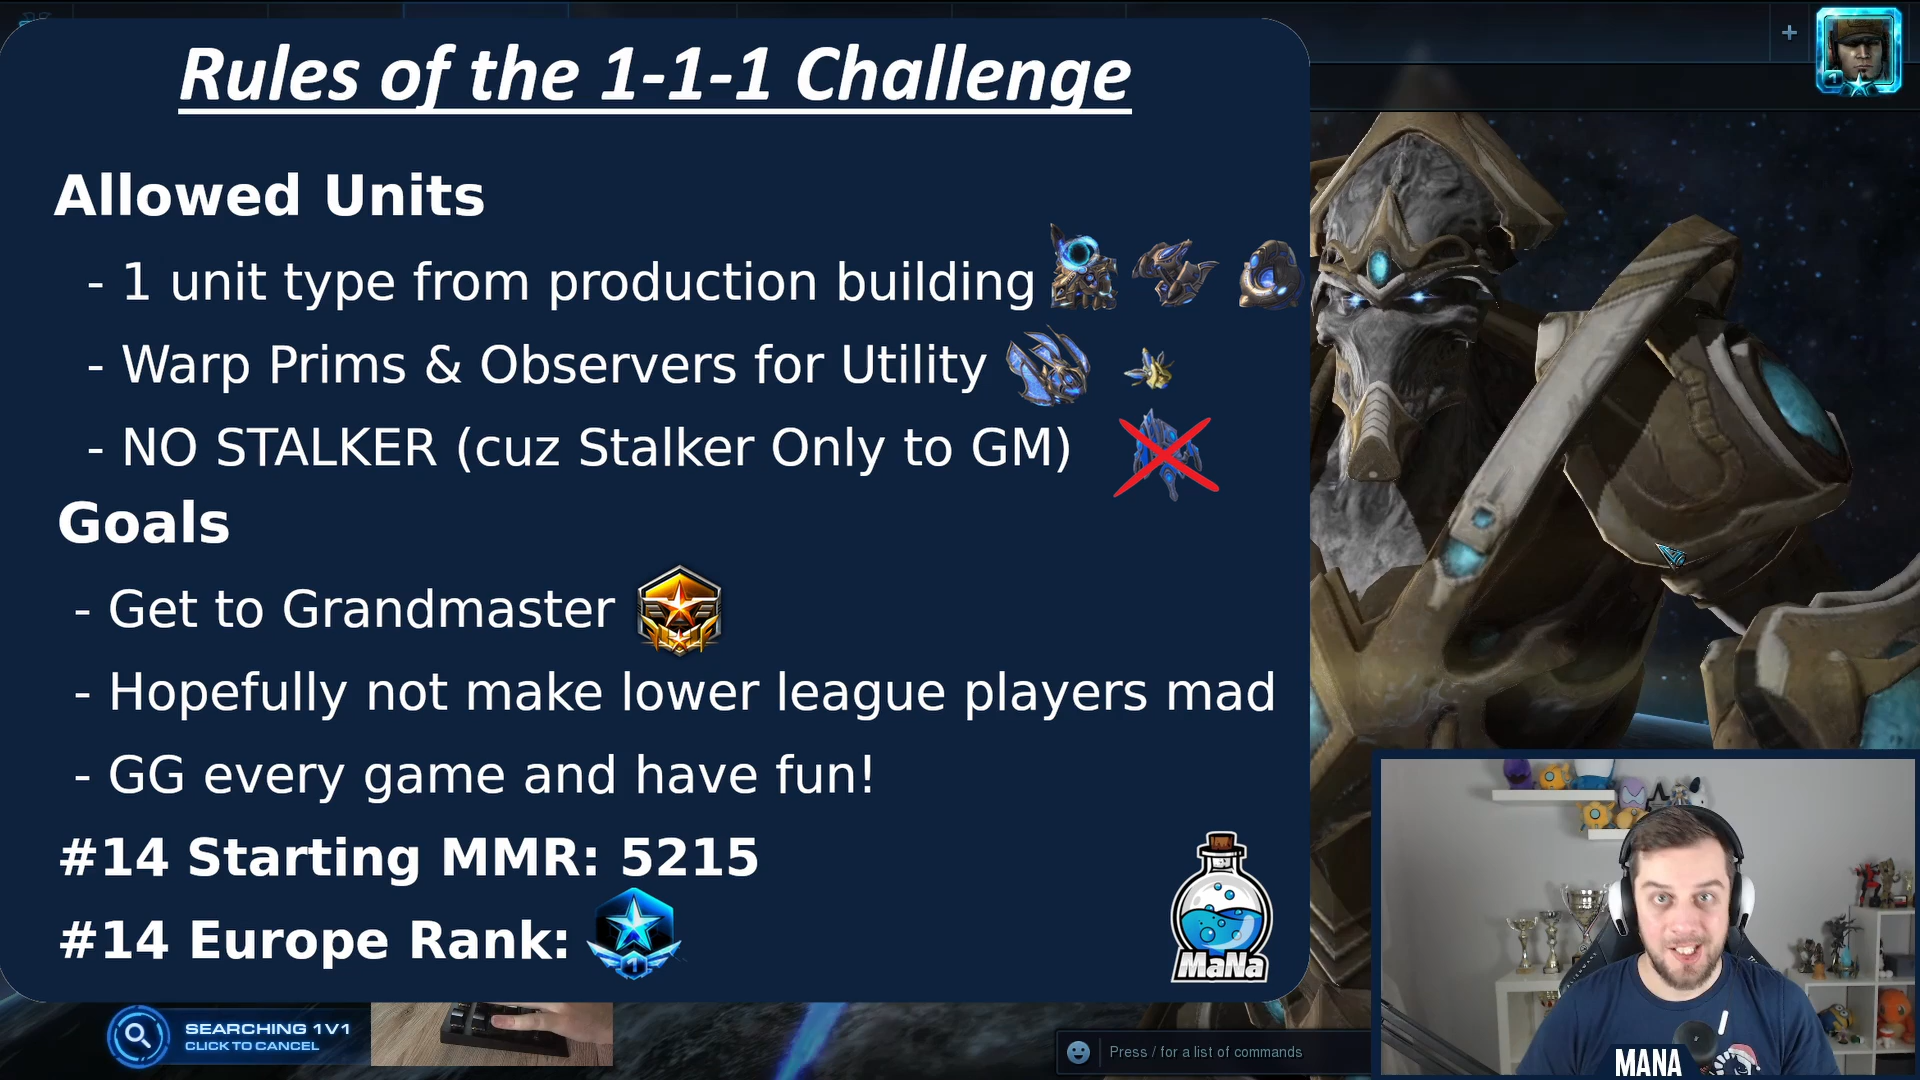 Rules of the 1-1-1 Challenge
Allowed Units
- 1 unit type from production building
- Warp Prims & Observers for Utility
- NO STALKER (cuz Stalker Only to GM)
Goals
- Get to Grandmaster
- Hopefully not make lower league players mad
- GG every game and have fun!
#14 Starting MMR: 5215
#14 Europe Rank:
1
MaNa
SEARCHING 1V1
CLICK TO CANCEL
Press / for a list of commands
MANA
1